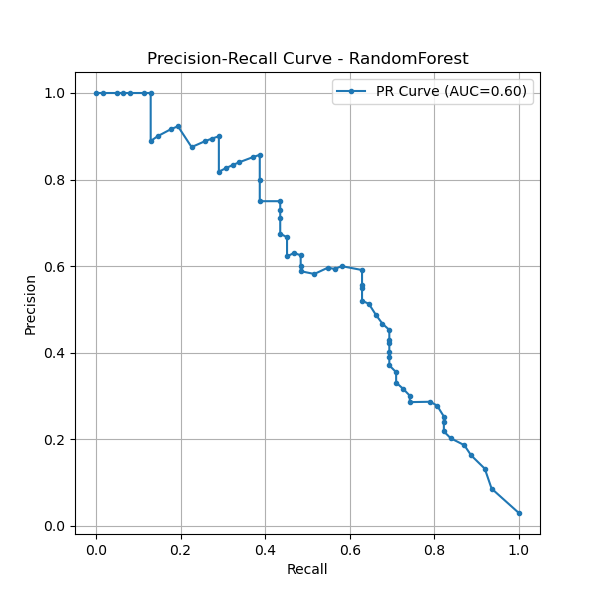 Precision-Recall Curve - RandomForest
PR Curve (AUC=0.60)
1.0
0.8
0.6
0.4
0.2
0.0
Precision
0.0 0.2 0.4 0.6 0.8 1.0
Recall